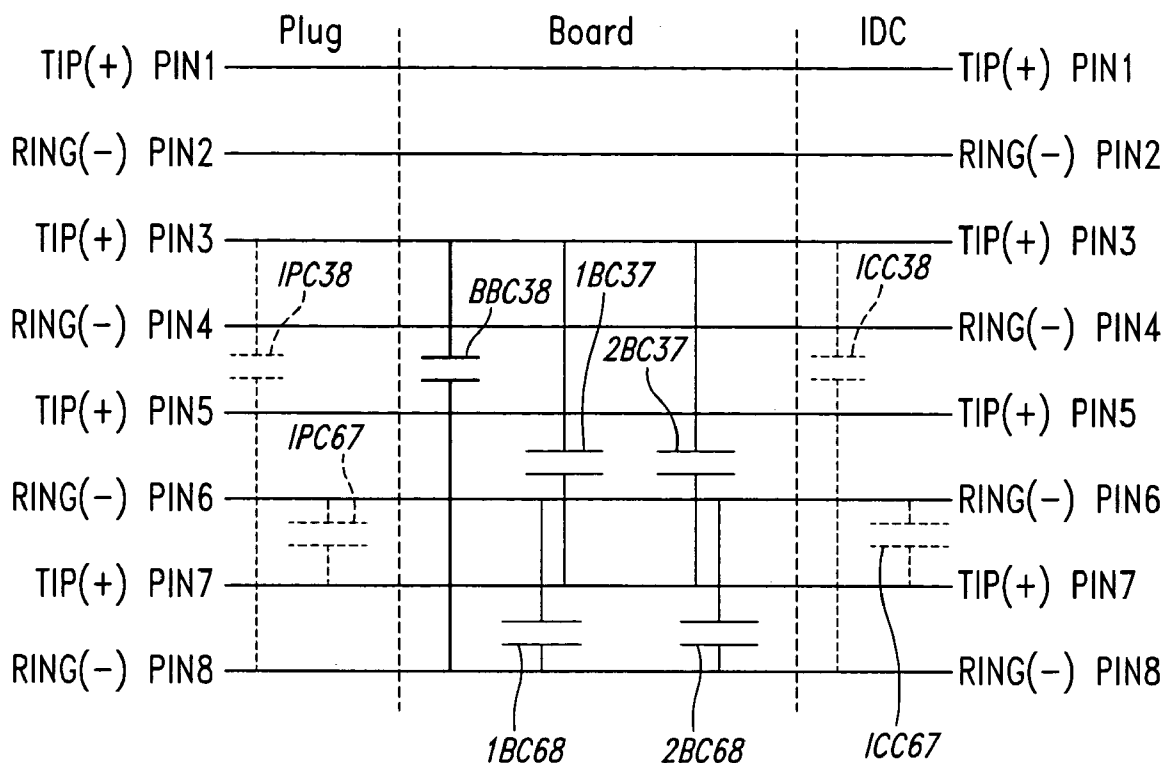 Plug Board IDC
TIP(+) PIN1 TIP(+) PIN1
RING(-) PIN2 RING(-) PIN2
TIP(+) PIN3 TIP(+) PIN3
IPC38 BBC38 1BC37 ICC38
RING(-) PIN4 RING(-) PIN4
2BC37
TIP(+) PIN5 TIP(+) PIN5
IPC67
RING(-) PIN6 RING(-) PIN6
TIP(+) PIN7 TIP(+) PIN7
RING(-) PIN8 RING(-) PIN8
1BC68 2BC68 ICC67